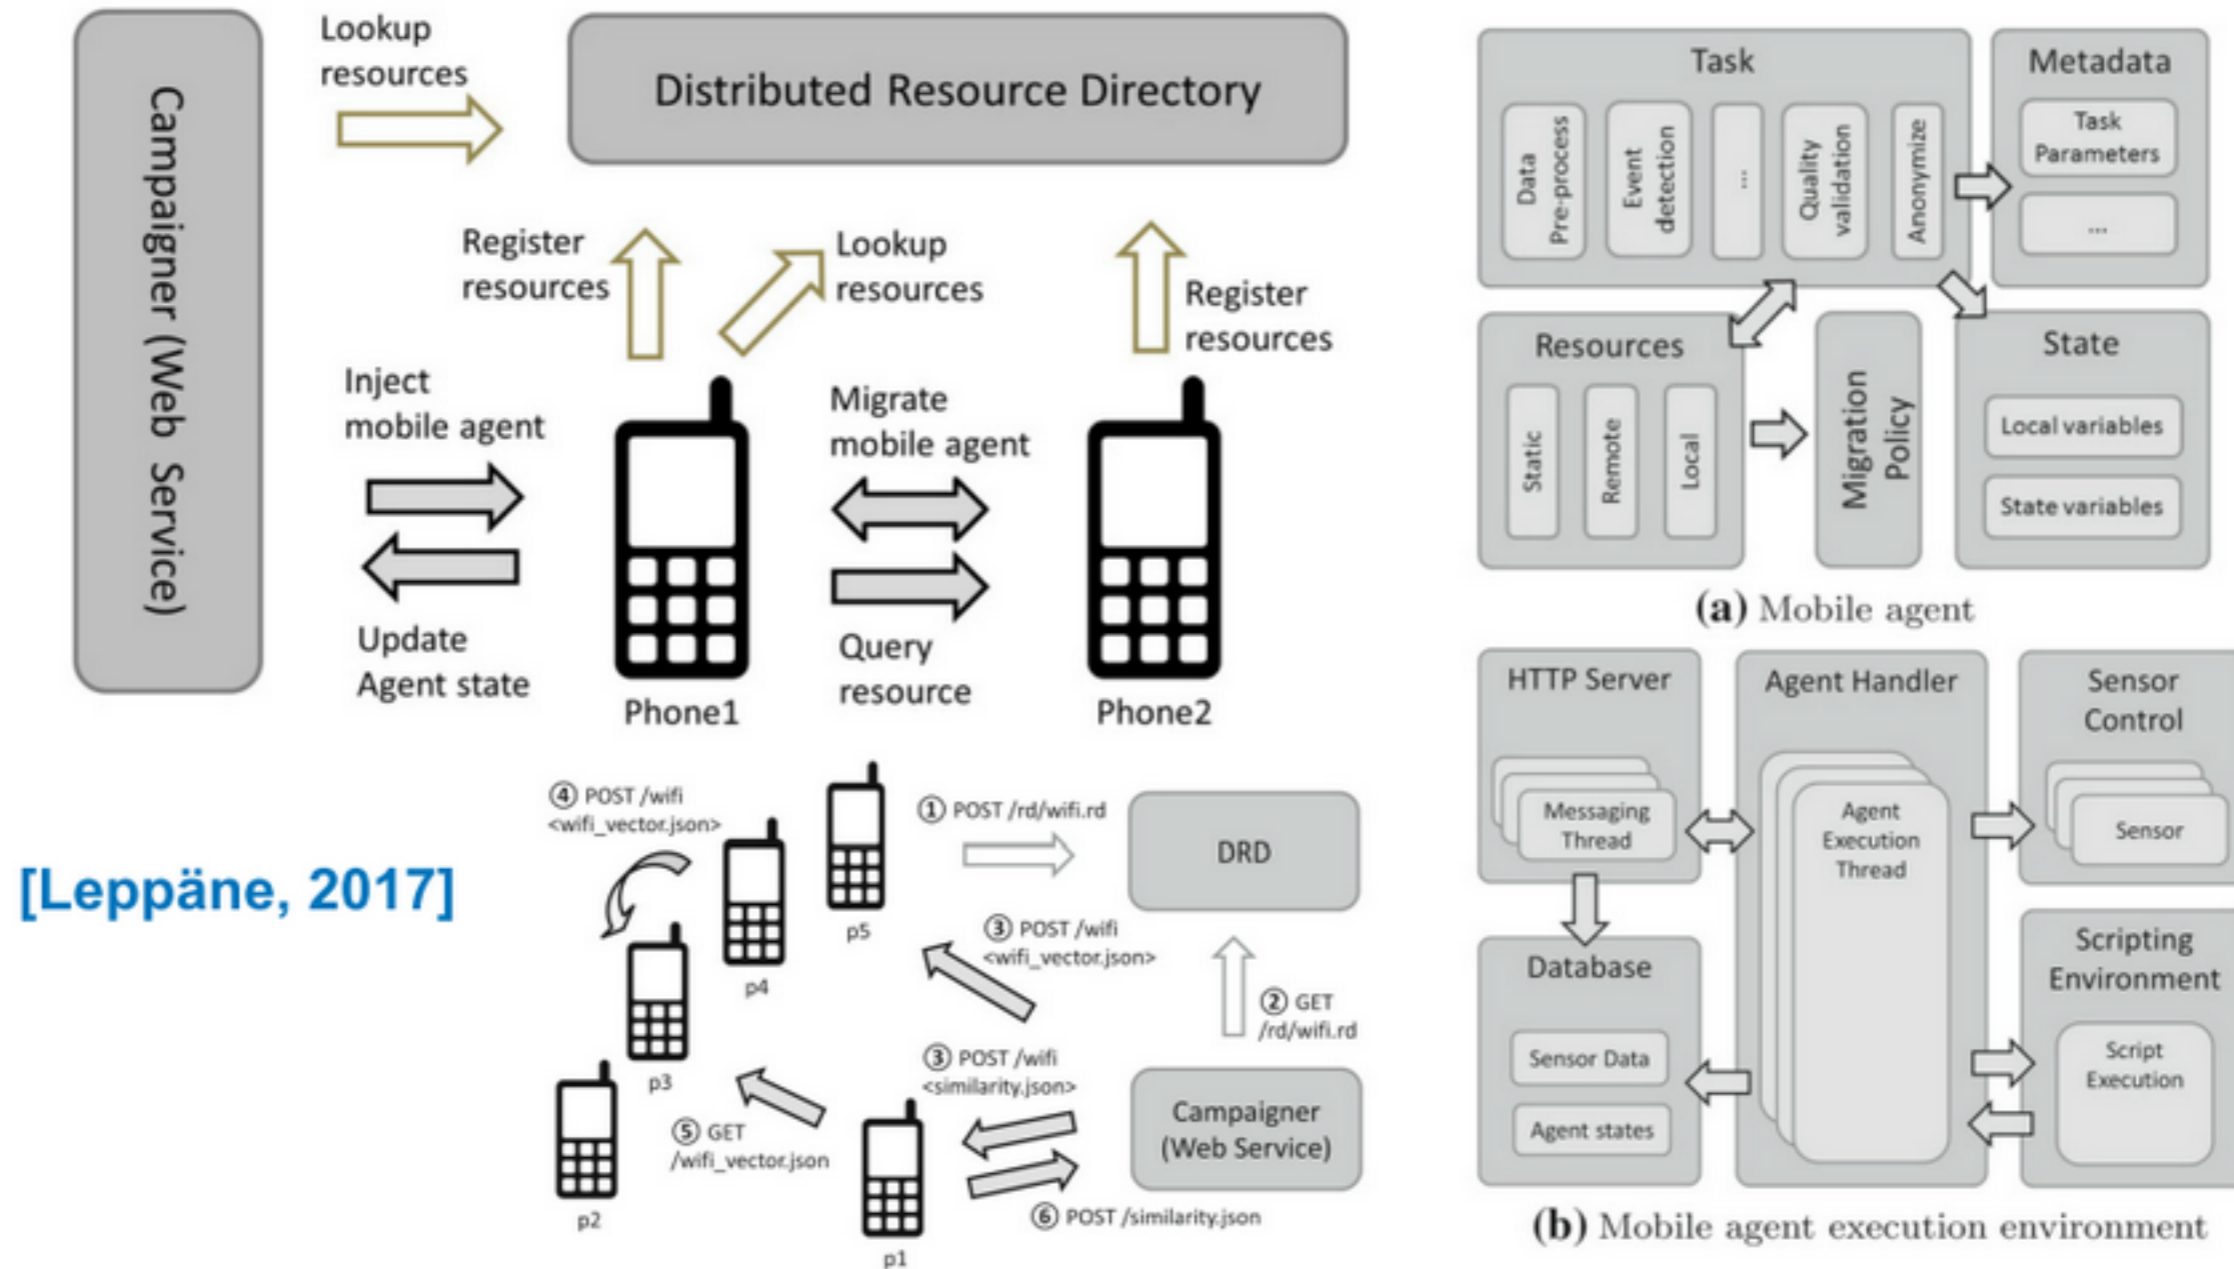 Campaigner (Web Service)
Lookup
resources
Distributed Resource Directory
Register
resources
Lookup
resources
Register
resources
Inject
mobile agent
Migrate
mobile agent
Update
Agent state
Query
resource
Phone1
Phone2
④ POST /wifi
<wifi_vector.json>
① POST /rd/wifi.rd
DRD
[Leppäne, 2017]
p5
③ POST /wifi
<wifi_vector.json>
p4
② GET
/rd/wifi.rd
③ POST /wifi
<similarity.json>
p3
Campaigner
(Web Service)
⑤ GET
/wifi_vector.json
p2
⑥ POST /similarity.json
p1
Task
Data
Pre-process
Event
detection
...
Quality
validation
Anonymize
Metadata
Task
Parameters
...
Resources
Static
Remote
Local
Migration
Policy
State
Local variables
State variables
(a) Mobile agent
HTTP Server
Messaging
Thread
Agent Handler
Agent
Execution
Thread
Sensor
Control
Sensor
Database
Sensor Data
Agent states
Scripting
Environment
Script
Execution
(b) Mobile agent execution environment